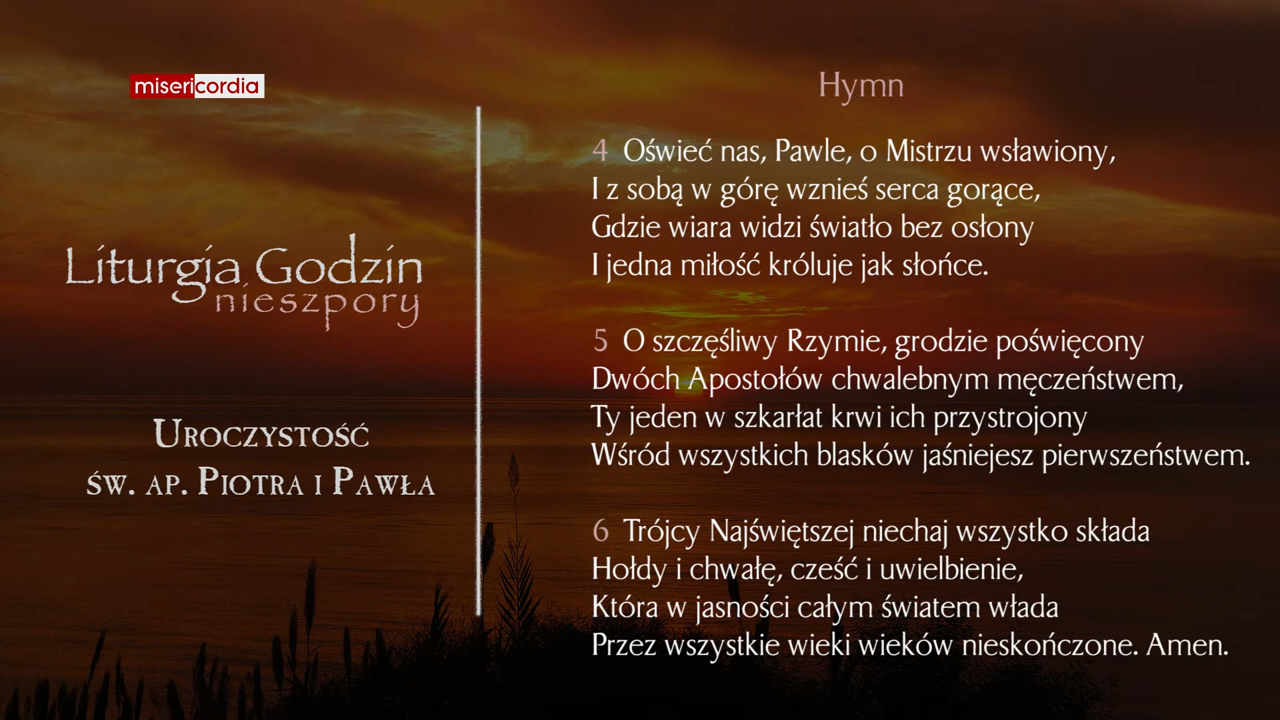 misericordia
Liturgia Godzin
nieszpory
Uroczystość
św. ap. Piotra i Pawła
Hymn
4 Oświeć nas, Pawle, o Mistrzu wsławiony,
I z sobą w górę wznieś serca gorące,
Gdzie wiara widzi światło bez osłony
I jedna miłość króluje jak słońce.
5 O szczęśliwy Rzymie, grodzie poświęcony
Dwóch Apostołów chwalebnym męczeństwem,
Ty jeden w szkarłat krwi ich przystrojony
Wśród wszystkich blasków jaśniejesz pierwszeństwem.
6 Trójcy Najświętszej niechaj wszystko składa
Hołdy i chwałę, cześć i uwielbienie,
Która w jasności całym światem włada
Przez wszystkie wieki wieków nieskończone. Amen.